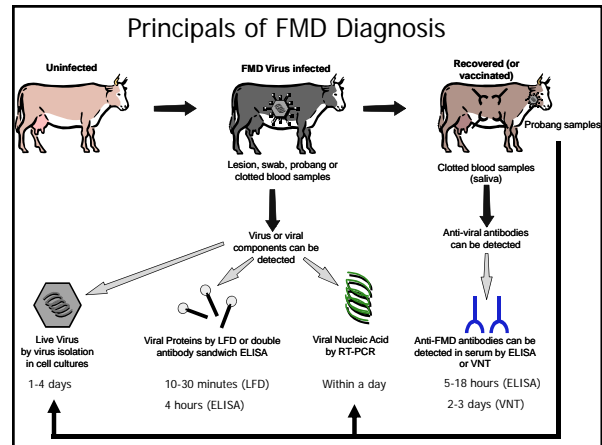 Principals of FMD Diagnosis
Uninfected
FMD Virus infected
Recovered (or
vaccinated)
Probang samples
Lesion, swab, probang or
clotted blood samples
Clotted blood samples
(saliva)
Virus or viral
components can be
detected
Anti-viral antibodies
can be detected
Live Virus
by virus isolation
in cell cultures
1-4 days
Viral Proteins by LFD or double
antibody sandwich ELISA
10-30 minutes (LFD)
4 hours (ELISA)
Viral Nucleic Acid
by RT-PCR
Within a day
Anti-FMD antibodies can be
detected in serum by ELISA
or VNT
5-18 hours (ELISA)
2-3 days (VNT)